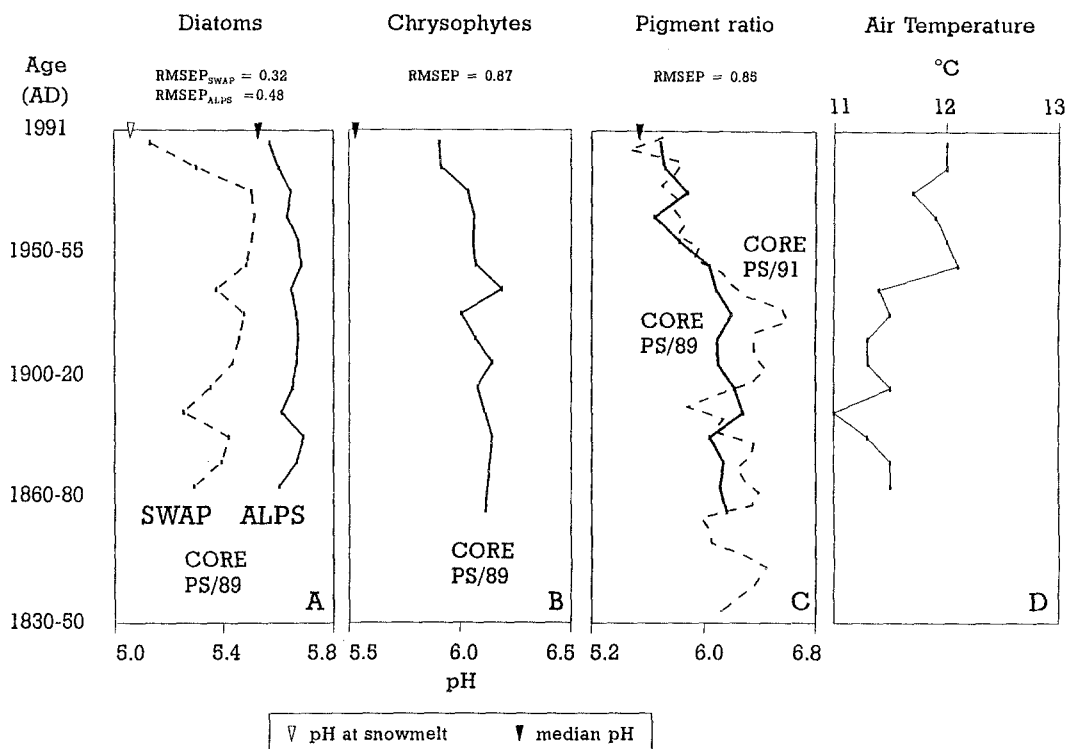 Diatoms Chrysophytes Pigment ratio Air Temperature
Age
(AD)
RMSEP_SWAP = 0.32
RMSEP_ALPS =0.48
RMSEP = 0.87
RMSEP = 0.85
°C
11 12 13
1991
1950-55
1900-20
1860-80
1830-50
SWAP ALPS
CORE
PS/89
A
CORE
PS/89
B
CORE
PS/91
CORE
PS/89
C
D
5.0 5.4 5.8
5.5 6.0 6.5
5.2 6.0 6.8
pH
pH at snowmelt median pH